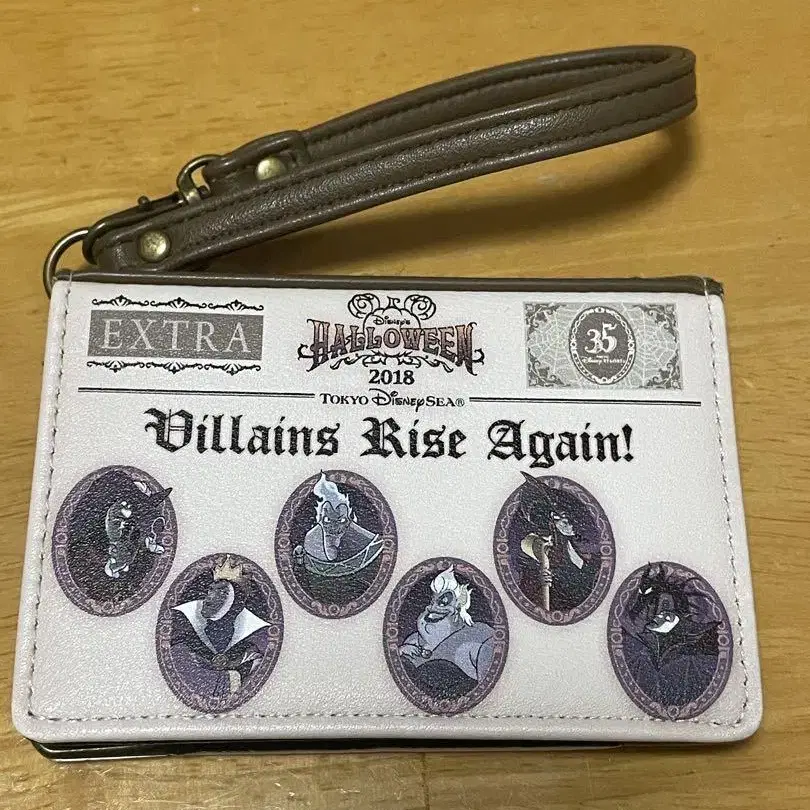 EXTRA
Disney's
HALLOWEEN
2018
35
TOKYO DISNEYSEA®
Villains Rise Again!